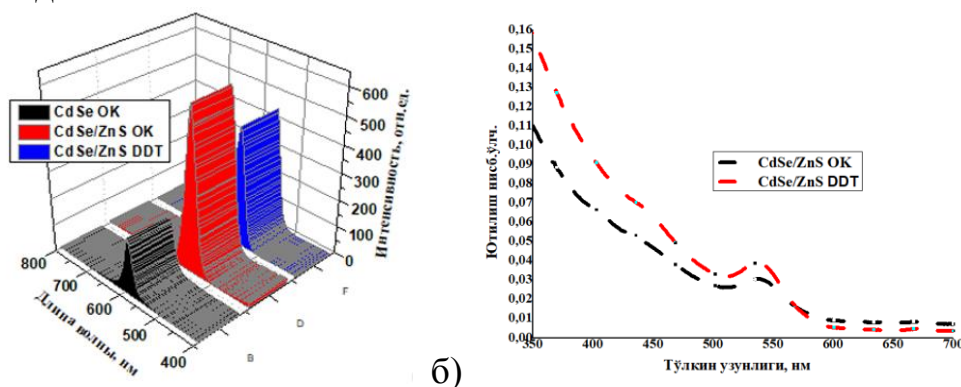 CdSe OK
CdSe/ZnS OK
CdSe/ZnS DDT
600
500
400
300
200
100
0
Интенсивность, отн.ед.
800
700
600
500
400
Длина волны, нм
B
D
F
б)
0,16
0,15
0,14
0,13
0,12
0,11
0,10
0,09
0,08
0,07
0,06
0,05
0,04
0,03
0,02
0,01
0,00
Ютилиш нисб.ўлч.
CdSe/ZnS OK
CdSe/ZnS DDT
350
400
450
500
550
600
650
700
Тўлкин узунлиги, нм